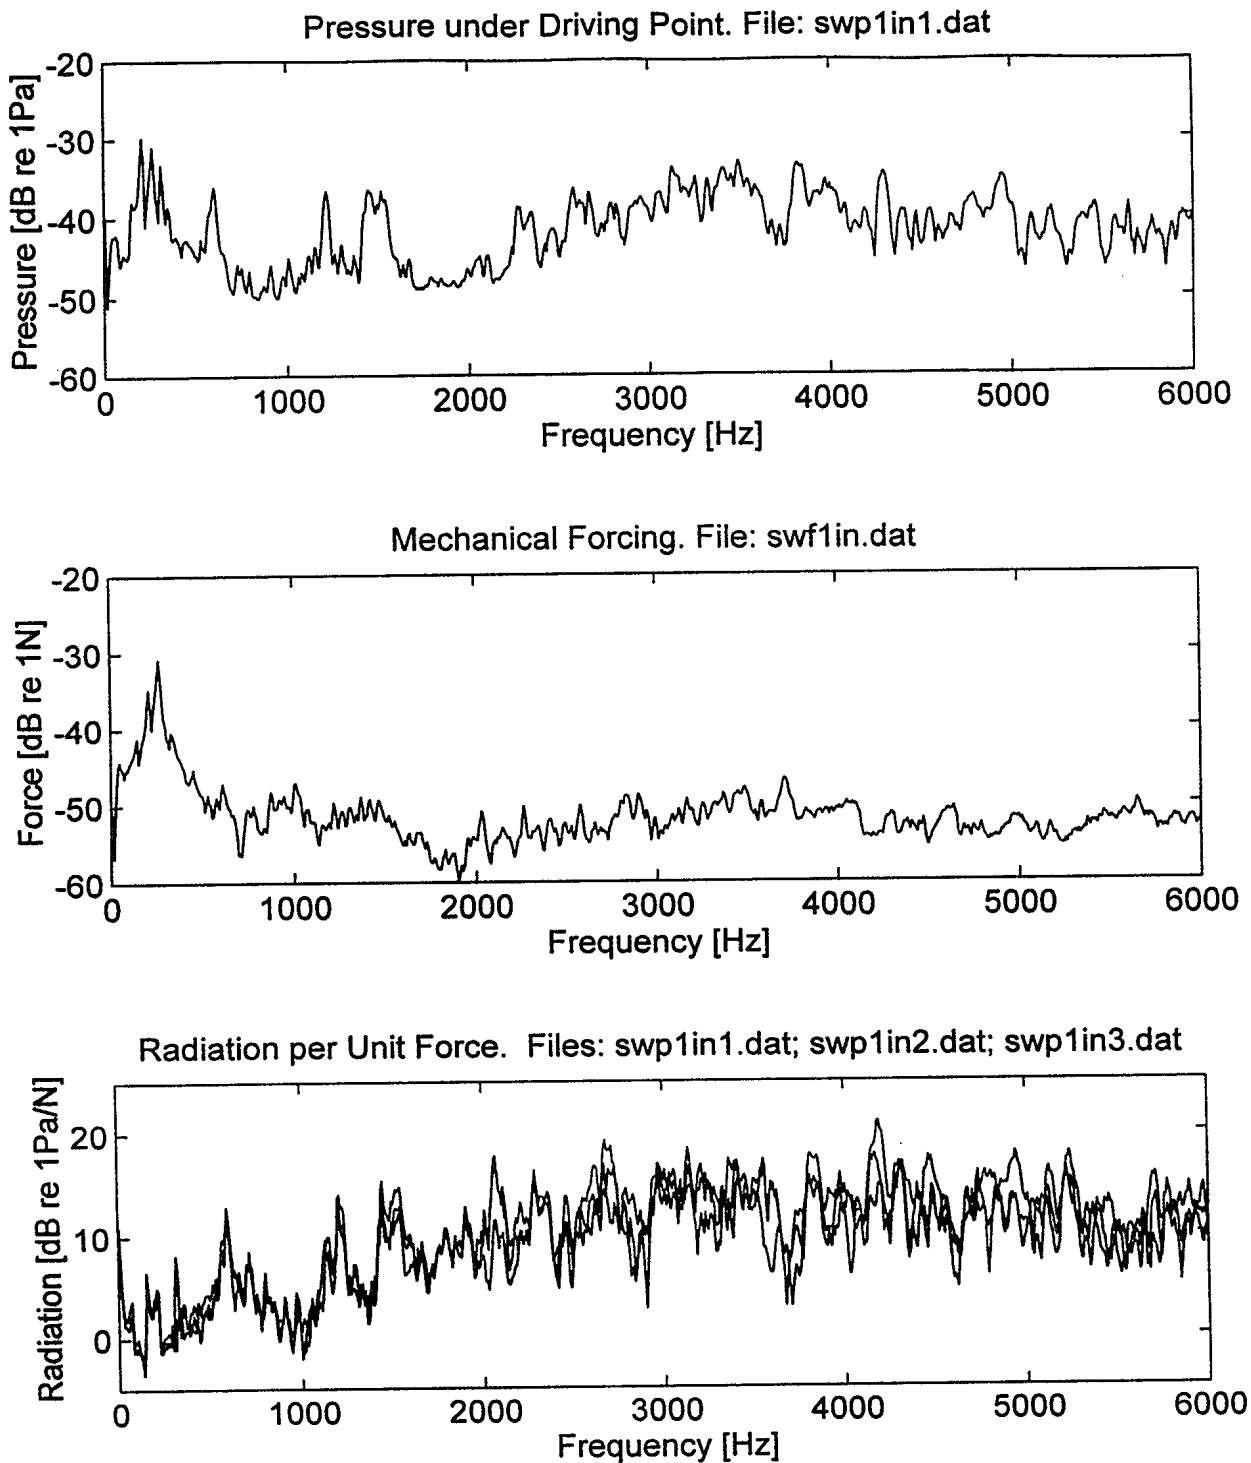 Pressure under Driving Point. File: swp1in1.dat
Pressure [dB re 1Pa]
-20
-30
-40
-50
-60
0 1000 2000 3000 4000 5000 6000
Frequency [Hz]
Mechanical Forcing. File: swf1in.dat
Force [dB re 1N]
-20
-30
-40
-50
-60
0 1000 2000 3000 4000 5000 6000
Frequency [Hz]
Radiation per Unit Force. Files: swp1in1.dat; swp1in2.dat; swp1in3.dat
Radiation [dB re 1Pa/N]
20
10
0
0 1000 2000 3000 4000 5000 6000
Frequency [Hz]